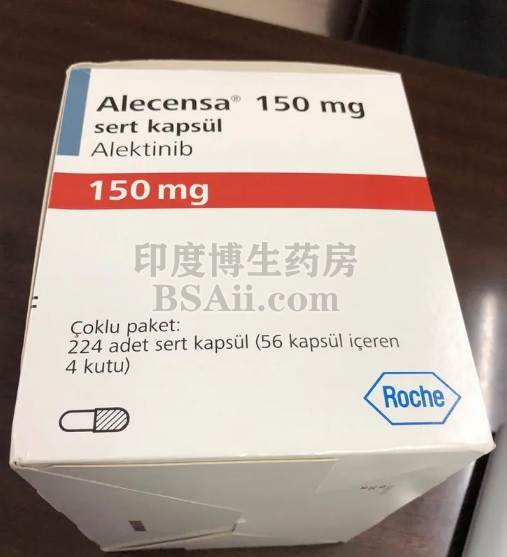 Alecensa® 150 mg
sert kapsül
Alektinib
150 mg
印度博生药房
BSAii.com
Çoklu paket:
224 adet sert kapsül (56 kapsül içeren
4 kutu)
Roche